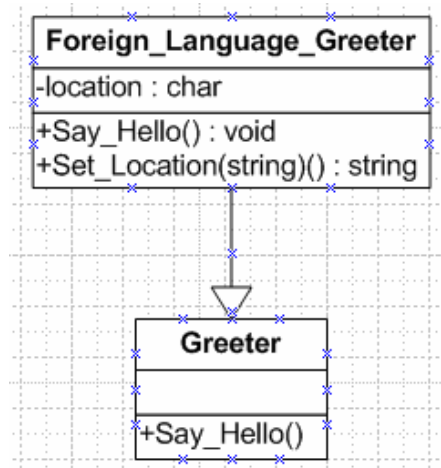 Foreign_Language_Greeter
-location : char
+Say_Hello() : void
+Set_Location(string)() : string
Greeter
+Say_Hello()